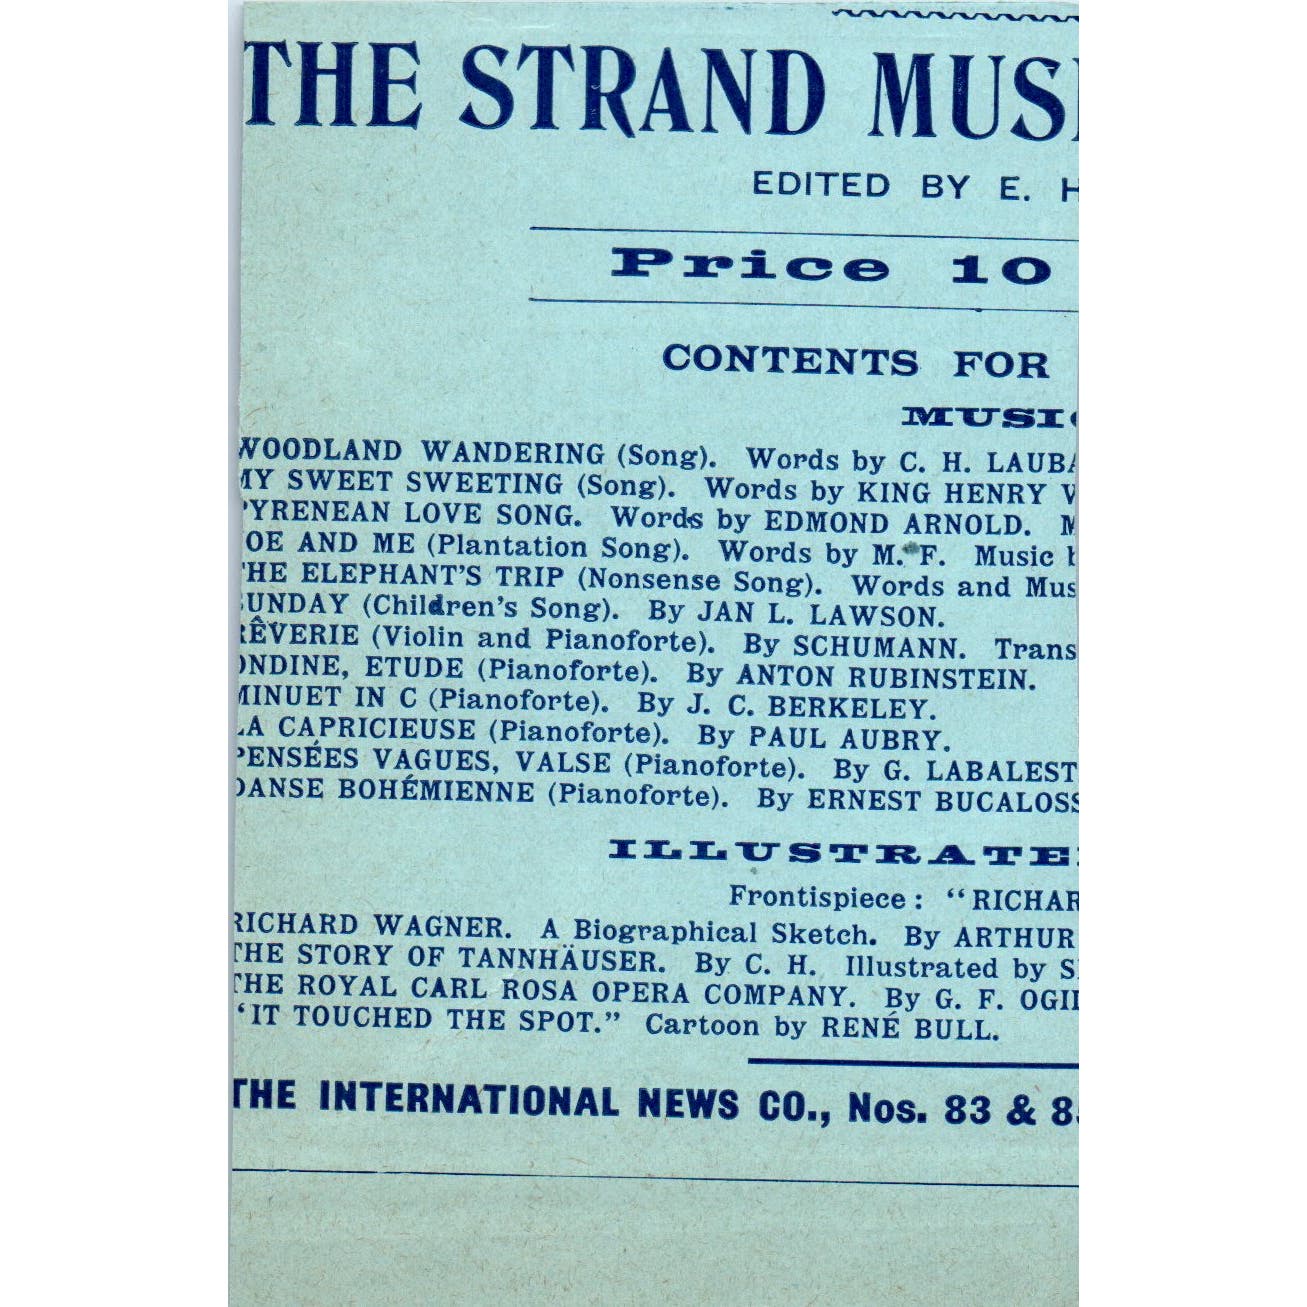 THE STRAND MUSI
EDITED BY E. H
Price 10
CONTENTS FOR
MUSIC
WOODLAND WANDERING (Song). Words by C. H. LAUBA
MY SWEET SWEETING (Song). Words by KING HENRY V
PYRENEAN LOVE SONG. Words by EDMOND ARNOLD. M
OE AND ME (Plantation Song). Words by M. F. Music b
THE ELEPHANT'S TRIP (Nonsense Song). Words and Mus
SUNDAY (Children's Song). By JAN L. LAWSON.
RÊVERIE (Violin and Pianoforte). By SCHUMANN. Trans
ONDINE, ETUDE (Pianoforte). By ANTON RUBINSTEIN.
MINUET IN C (Pianoforte). By J. C. BERKELEY.
LA CAPRICIEUSE (Pianoforte). By PAUL AUBRY.
PENSÉES VAGUES, VALSE (Pianoforte). By G. LABALEST
DANSE BOHÉMIENNE (Pianoforte). By ERNEST BUCALOSS
ILLUSTRATE
Frontispiece: "RICHAR
RICHARD WAGNER. A Biographical Sketch. By ARTHUR
THE STORY OF TANNHÄUSER. By C. H. Illustrated by S
THE ROYAL CARL ROSA OPERA COMPANY. By G. F. OGIL
"IT TOUCHED THE SPOT." Cartoon by RENÉ BULL.
THE INTERNATIONAL NEWS CO., Nos. 83 & 8